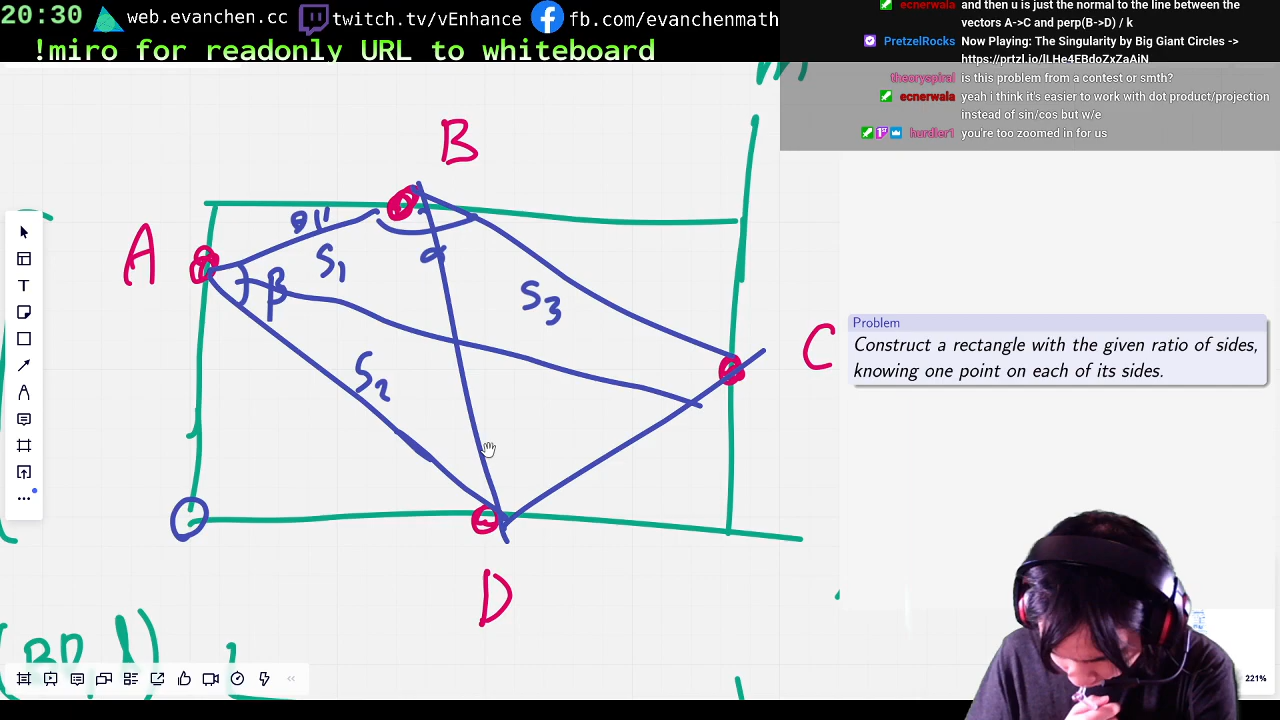 20:30 web.evanchen.cc twitch.tv/vEnhance fb.com/evanchenmath
!miro for readonly URL to whiteboard
ecnerwala and then u is just the normal to the line between the
vectors A->C and perp(B->D) / k
PretzelRocks Now Playing: The Singularity by Big Giant Circles ->
theoryspiral is this problem from a contest or smth?
ecnerwala yeah i think it's easier to work with dot product/projection
instead of sin/cos but w/e
hurdler1 you're too zoomed in for us
B
A
S1
β
α
S3
S2
C
D
Problem
Construct a rectangle with the given ratio of sides,
knowing one point on each of its sides.
T
221%